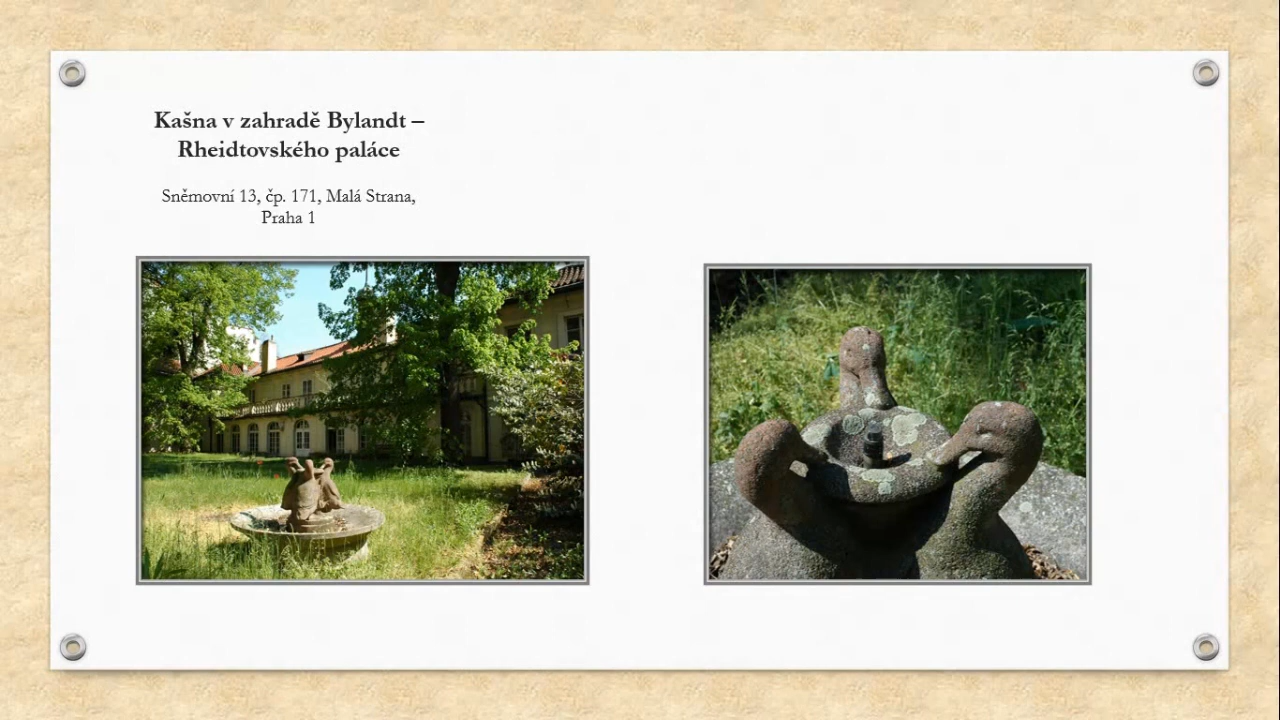 Kašna v zahradě Bylandt –
Rheidtovského paláce
Sněmovní 13, čp. 171, Malá Strana,
Praha 1